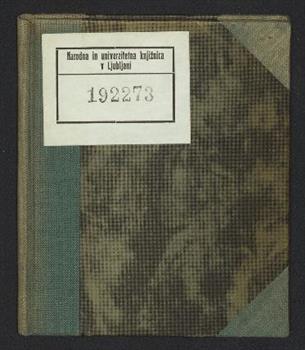 Narodna in univerzitetna knjižnica
v Ljubljani
192273